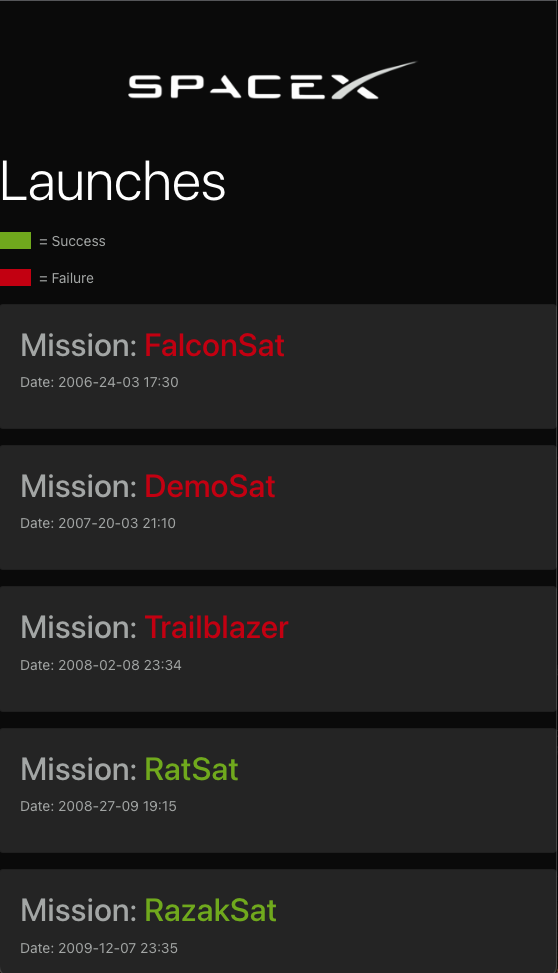 SPACEX
Launches
= Success
= Failure
Mission: FalconSat
Date: 2006-24-03 17:30
Mission: DemoSat
Date: 2007-20-03 21:10
Mission: Trailblazer
Date: 2008-02-08 23:34
Mission: RatSat
Date: 2008-27-09 19:15
Mission: RazakSat
Date: 2009-12-07 23:35